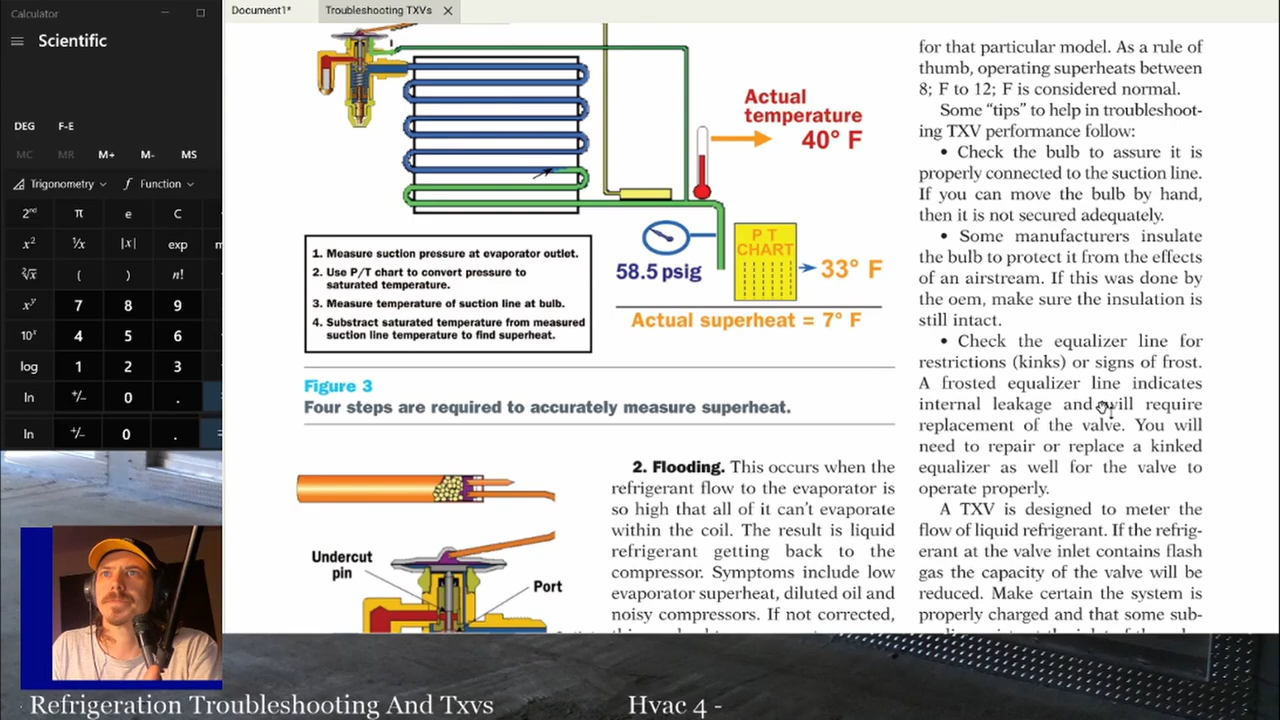 Calculator
Document1*
Troubleshooting TXVs
Scientific
DEG
F-E
MC
MR
M+
M-
MS
Trigonometry
Function
2nd
π
e
C
x²
¹/x
|x|
exp
(
)
n!
xʸ
7
8
9
10ˣ
4
5
6
log
1
2
3
ln
+/-
0
.
ln
+/-
0
.
Actual
temperature
40° F
P T
CHART
58.5 psig
33° F
Actual superheat = 7° F
1. Measure suction pressure at evaporator outlet.
2. Use P/T chart to convert pressure to
saturated temperature.
3. Measure temperature of suction line at bulb.
4. Substract saturated temperature from measured
suction line temperature to find superheat.
Figure 3
Four steps are required to accurately measure superheat.
Undercut
pin
Port
2. Flooding. This occurs when the
refrigerant flow to the evaporator is
so high that all of it can't evaporate
within the coil. The result is liquid
refrigerant getting back to the
compressor. Symptoms include low
evaporator superheat, diluted oil and
noisy compressors. If not corrected,
for that particular model. As a rule of
thumb, operating superheats between
8; F to 12; F is considered normal.
Some “tips” to help in troubleshoot-
ing TXV performance follow:
• Check the bulb to assure it is
properly connected to the suction line.
If you can move the bulb by hand,
then it is not secured adequately.
• Some manufacturers insulate
the bulb to protect it from the effects
of an airstream. If this was done by
the oem, make sure the insulation is
still intact.
• Check the equalizer line for
restrictions (kinks) or signs of frost.
A frosted equalizer line indicates
internal leakage and will require
replacement of the valve. You will
need to repair or replace a kinked
equalizer as well for the valve to
operate properly.
A TXV is designed to meter the
flow of liquid refrigerant. If the refrig-
erant at the valve inlet contains flash
gas the capacity of the valve will be
reduced. Make certain the system is
properly charged and that some sub-
Refrigeration Troubleshooting And Txvs
Hvac 4 -